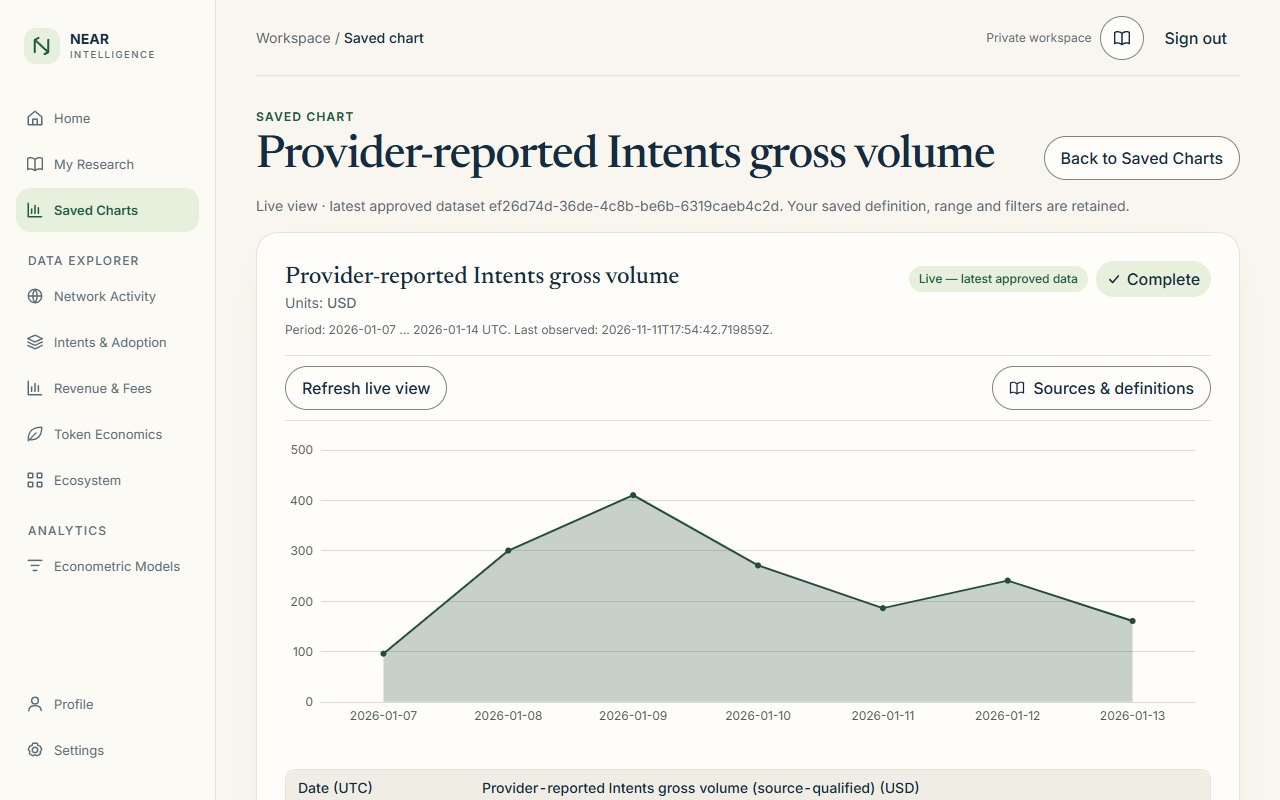 NEAR
INTELLIGENCE
Home
My Research
Saved Charts
DATA EXPLORER
Network Activity
Intents & Adoption
Revenue & Fees
Token Economics
Ecosystem
ANALYTICS
Econometric Models
Profile
Settings
Workspace / Saved chart
Private workspace
Sign out
SAVED CHART
Provider-reported Intents gross volume
Back to Saved Charts
Live view · latest approved dataset ef26d74d-36de-4c8b-be6b-6319caeb4c2d. Your saved definition, range and filters are retained.
Provider-reported Intents gross volume
Live — latest approved data
Complete
Units: USD
Period: 2026-01-07 … 2026-01-14 UTC. Last observed: 2026-11-11T17:54:42.719859Z.
Refresh live view
Sources & definitions
500
400
300
200
100
0
2026-01-07 2026-01-08 2026-01-09 2026-01-10 2026-01-11 2026-01-12 2026-01-13
Date (UTC) Provider-reported Intents gross volume (source-qualified) (USD)